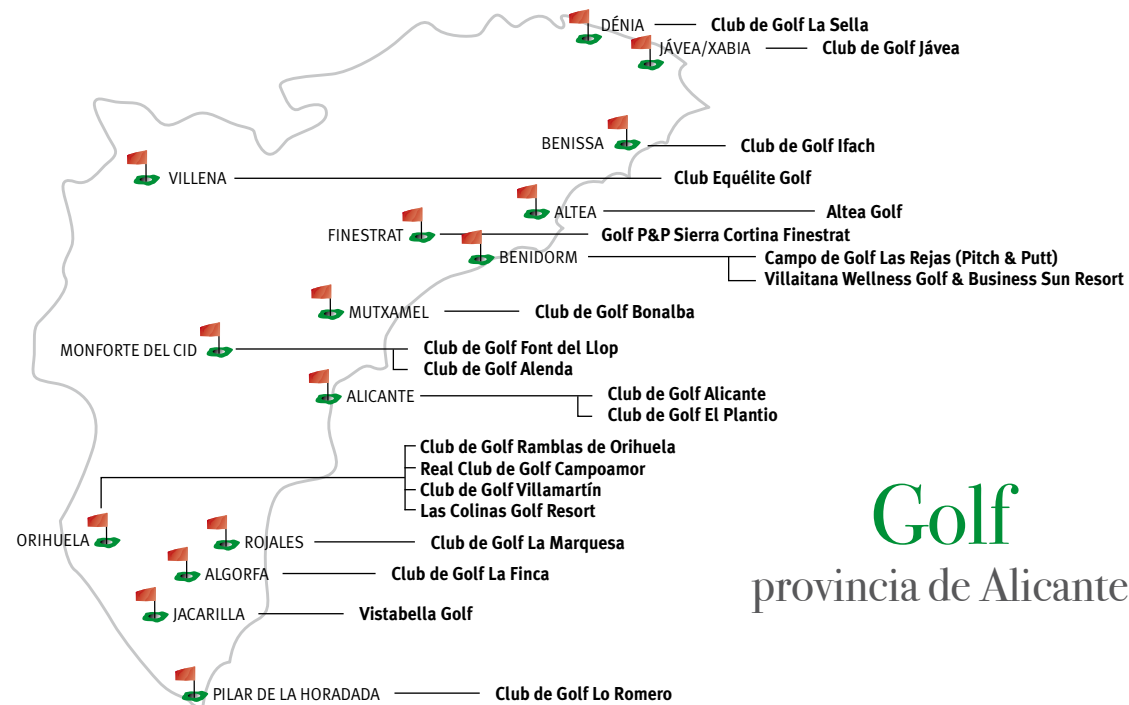 DÉNIA Club de Golf La Sella
JÁVEA/XABIA Club de Golf Jávea
BENISSA Club de Golf Ifach
VILLENA Club Equélite Golf
ALTEA Altea Golf
FINESTRAT Golf P&P Sierra Cortina Finestrat
BENIDORM Campo de Golf Las Rejas (Pitch & Putt)
Villaitana Wellness Golf & Business Sun Resort
MUTXAMEL Club de Golf Bonalba
MONFORTE DEL CID Club de Golf Font del Llop
Club de Golf Alenda
ALICANTE Club de Golf Alicante
Club de Golf El Plantio
Club de Golf Ramblas de Orihuela
Real Club de Golf Campoamor
Club de Golf Villamartín
Las Colinas Golf Resort
ORIHUELA
ROJALES Club de Golf La Marquesa
ALGORFA Club de Golf La Finca
JACARILLA Vistabella Golf
PILAR DE LA HORADADA Club de Golf Lo Romero
Golf
provincia de Alicante